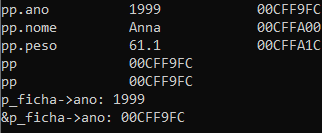 pp.ano 1999 00CFF9FC
pp.nome Anna 00CFFA00
pp.peso 61.1 00CFFA1C
pp 00CFF9FC
pp 00CFF9FC
p_ficha->ano: 1999
&p_ficha->ano: 00CFF9FC